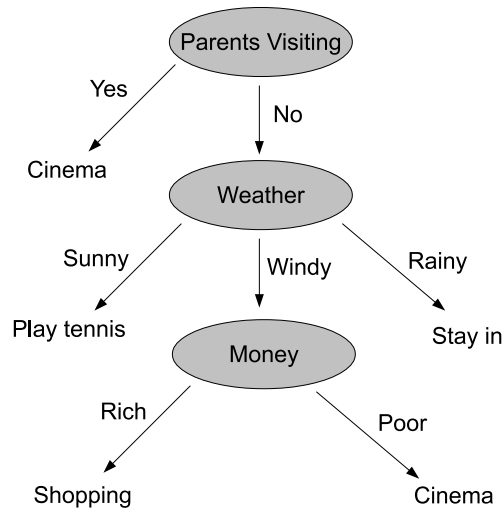 Parents Visiting
Yes
No
Cinema
Weather
Sunny
Windy
Rainy
Play tennis
Stay in
Money
Rich
Poor
Shopping
Cinema